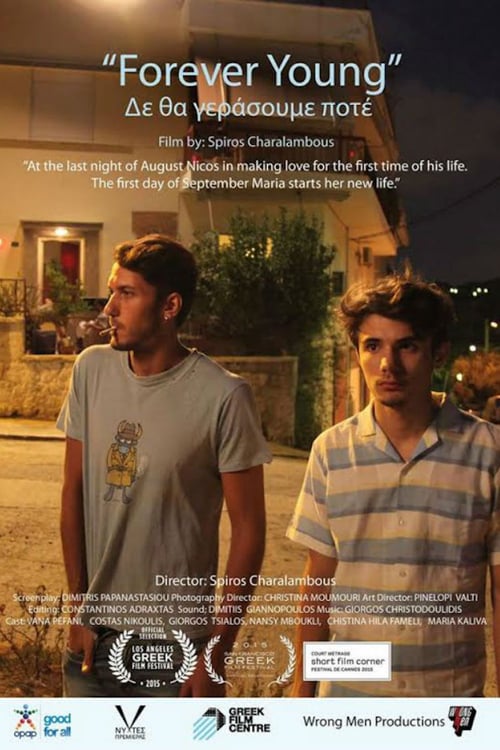 “Forever Young”
Δε θα γεράσουμε ποτέ
Film by: Spiros Charalambous
“At the last night of August Nicos in making love for the first time of his life.
The first day of September Maria starts her new life.”
Director: Spiros Charalambous
Screenplay: DIMITRIS PAPANASTASIOU Photography Director: CHRISTINA MOUMOURI Art Director: PINELOPI VALTI
Editing: CONSTANTINOS ADRAXTAS Sound; DIMITIIS GIANNOPOULOS Music: GIORGOS CHRISTODOULIDIS
Cast: VANA PEFANI, COSTAS NIKOULIS, GIORGOS TSIALOS, NANSY MBOUKLI, CHISTINA HILA FAMELI, MARIA KALIVA
OFFICIAL
SELECTION
LOS ANGELES
GREEK
FILM FESTIVAL
• 2015 •
2015
SAN FRANCISCO
GREEK
FILM FESTIVAL
COURT METRAGE
short film corner
FESTIVAL DE CANNES 2015
opap
good
for all
ΝΥΧΤΕΣ
ΠΡΕΜΙΕΡΑΣ
GREEK
FILM
CENTRE
Wrong Men Productions